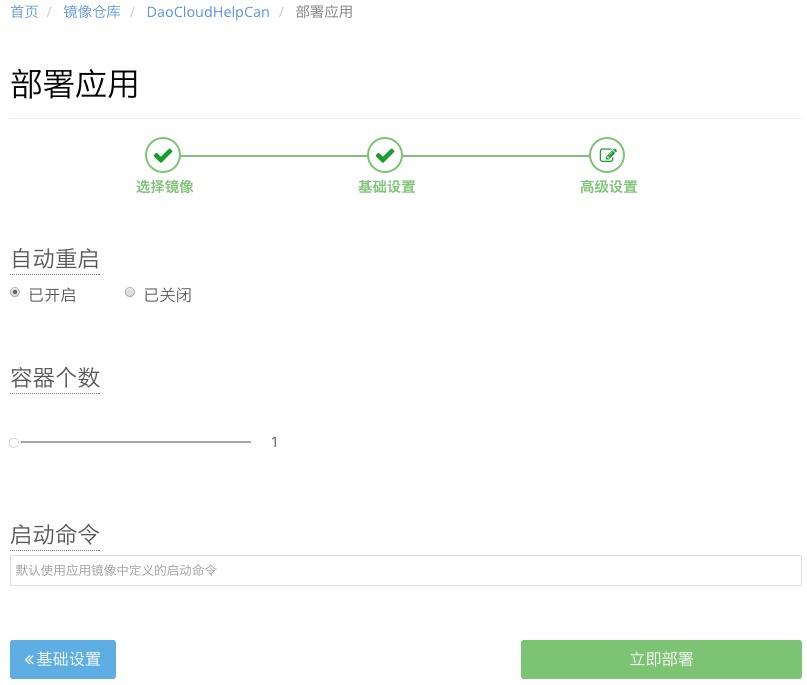 首页 / 镜像仓库 / DaoCloudHelpCan / 部署应用
部署应用
选择镜像 基础设置 高级设置
自动重启
已开启 已关闭
容器个数
1
启动命令
默认使用应用镜像中定义的启动命令
«基础设置 立即部署